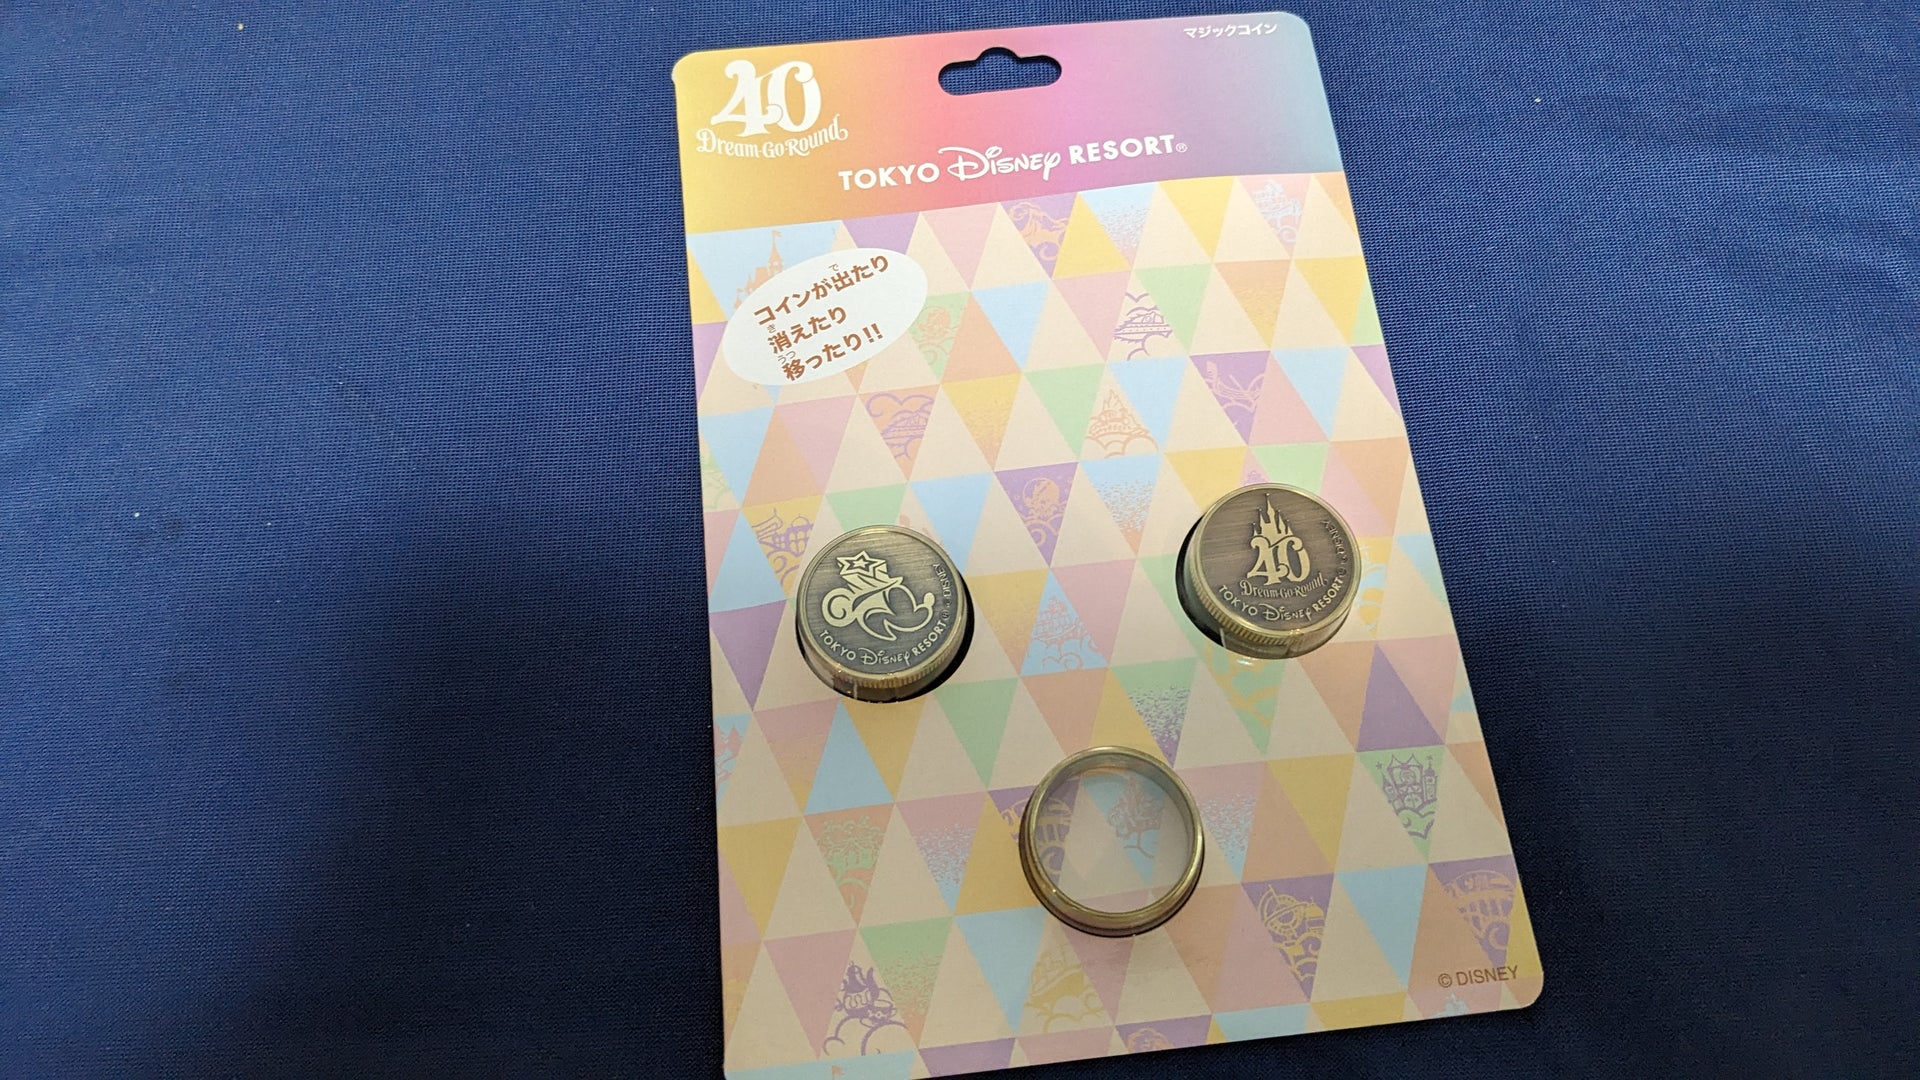 マジックコイン
40
Dream-Go-Round
TOKYO Disney RESORT®
コインが出たり
消えたり
移ったり!!
TOKYO Disney RESORT
40
Dream-Go-Round
TOKYO Disney RESORT
© DISNEY